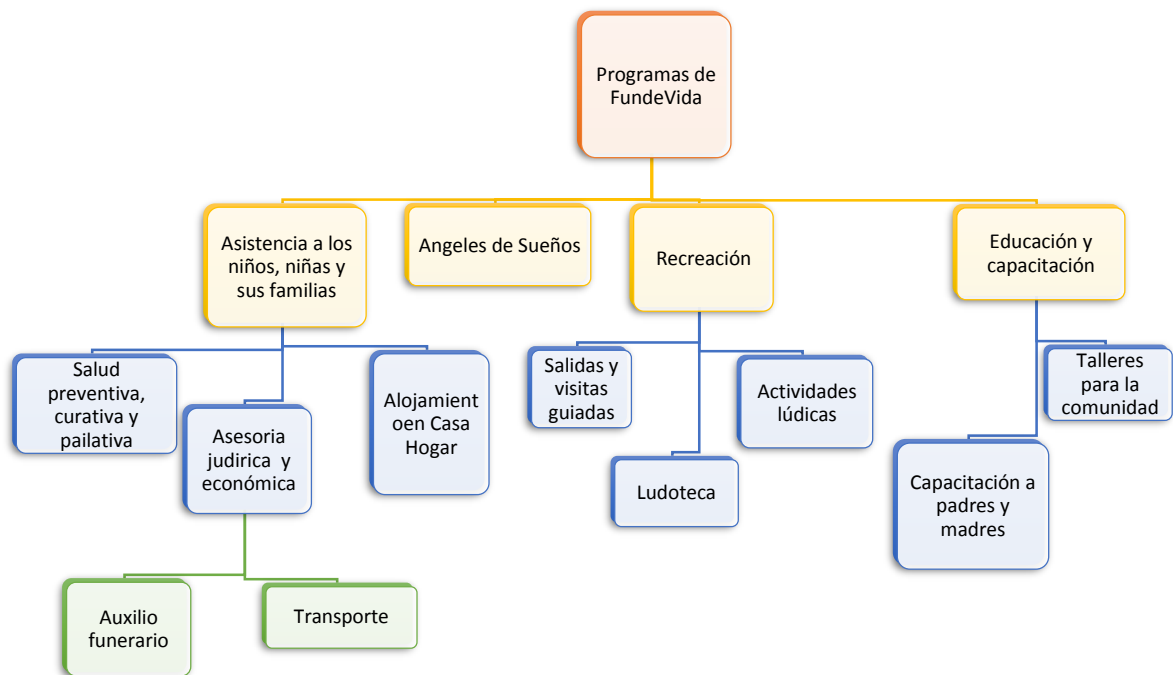 Programas de
FundeVida
Asistencia a los
niños, niñas y
sus familias
Angeles de Sueños
Recreación
Educación y
capacitación
Salud
preventiva,
curativa y
pailativa
Asesoria
judirica y
económica
Alojamient
oen Casa
Hogar
Salidas y
visitas
guiadas
Ludoteca
Actividades
lúdicas
Talleres
para la
comunidad
Capacitación a
padres y
madres
Auxilio
funerario
Transporte